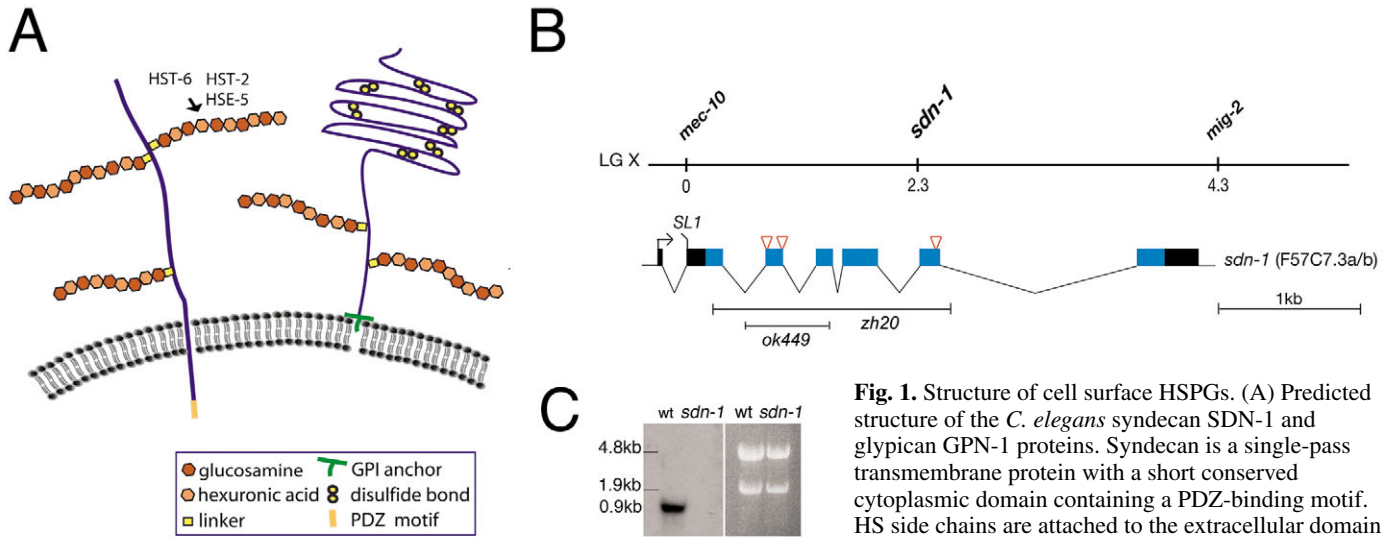 A
HST-6 HST-2
HSE-5
glucosamine
hexuronic acid
linker
GPI anchor
disulfide bond
PDZ motif
B
mec-10
sdn-1
mig-2
LG X
0
2.3
4.3
SL1
sdn-1 (F57C7.3a/b)
1kb
zh20
ok449
C
wt sdn-1 wt sdn-1
4.8kb
1.9kb
0.9kb
Fig. 1. Structure of cell surface HSPGs. (A) Predicted
structure of the C. elegans syndecan SDN-1 and
glypican GPN-1 proteins. Syndecan is a single-pass
transmembrane protein with a short conserved
cytoplasmic domain containing a PDZ-binding motif.
HS side chains are attached to the extracellular domain